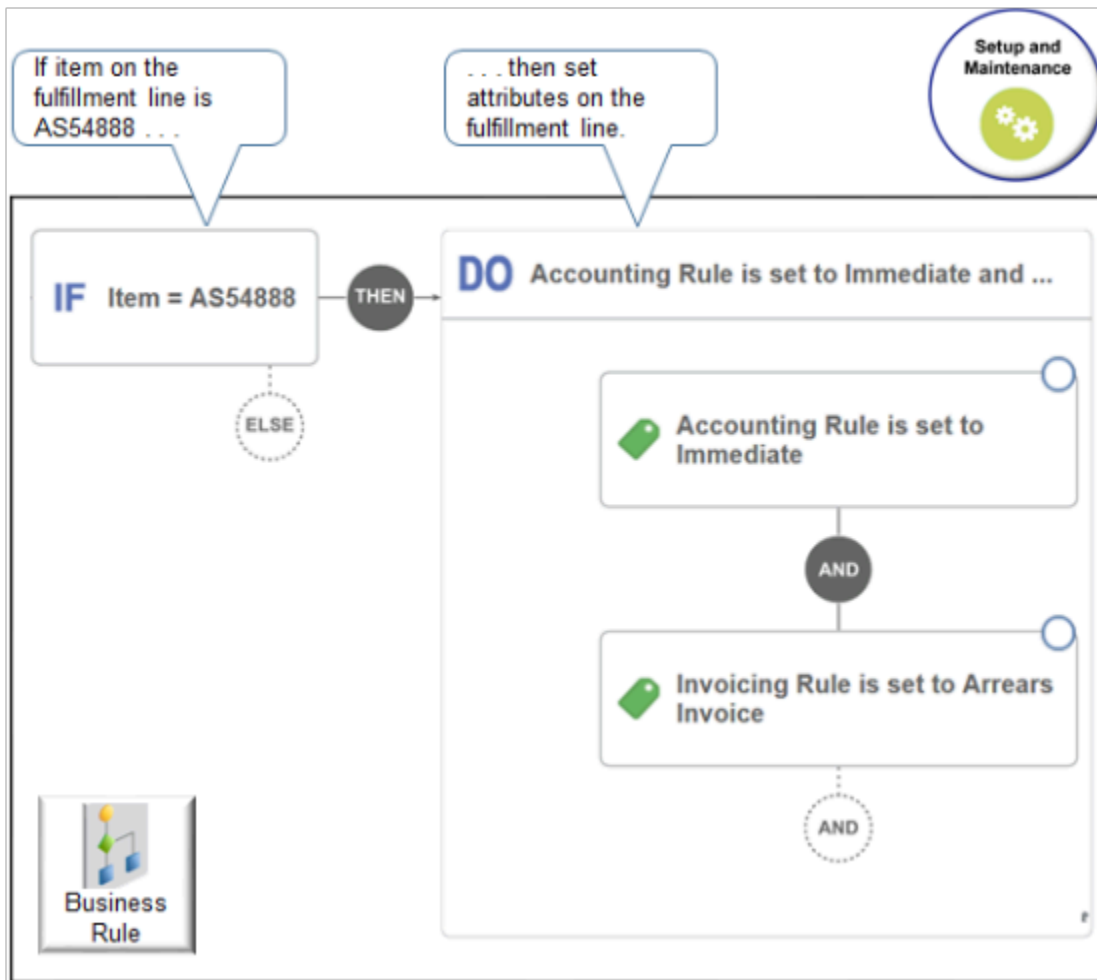 If item on the
fulfillment line is
AS54888 . . .
. . . then set
attributes on the
fulfillment line.
Setup and
Maintenance
IF Item = AS54888
THEN
DO Accounting Rule is set to Immediate and ...
ELSE
Accounting Rule is set to
Immediate
AND
Invoicing Rule is set to Arrears
Invoice
AND
Business
Rule